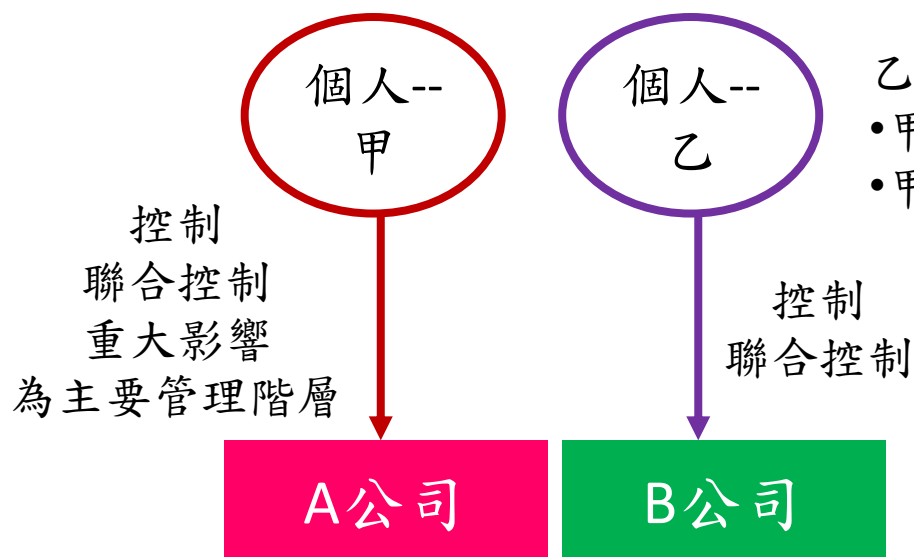 個人--
甲
個人--
乙
乙
•甲
•甲
控制
聯合控制
重大影響
為主要管理階層
控制
聯合控制
A公司
B公司